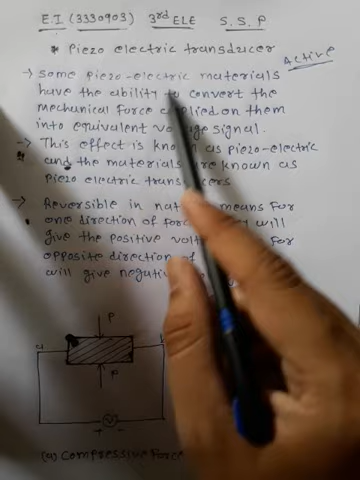 E.I (3330903) 3rd ELE S. S. P
* Piezo electric transducer
Active
→ Some piezo-electric materials
have the ability to convert the
mechanical force applied on them
into equivalent voltage signal.
→ This effect is known as piezo-electric
and the materials are known as
piezo electric transducers
→ Reversible in nature means for
one direction of force will
give the positive for
opposite direction of
will give negative
P
P
V
- +
(a) Compressive Force